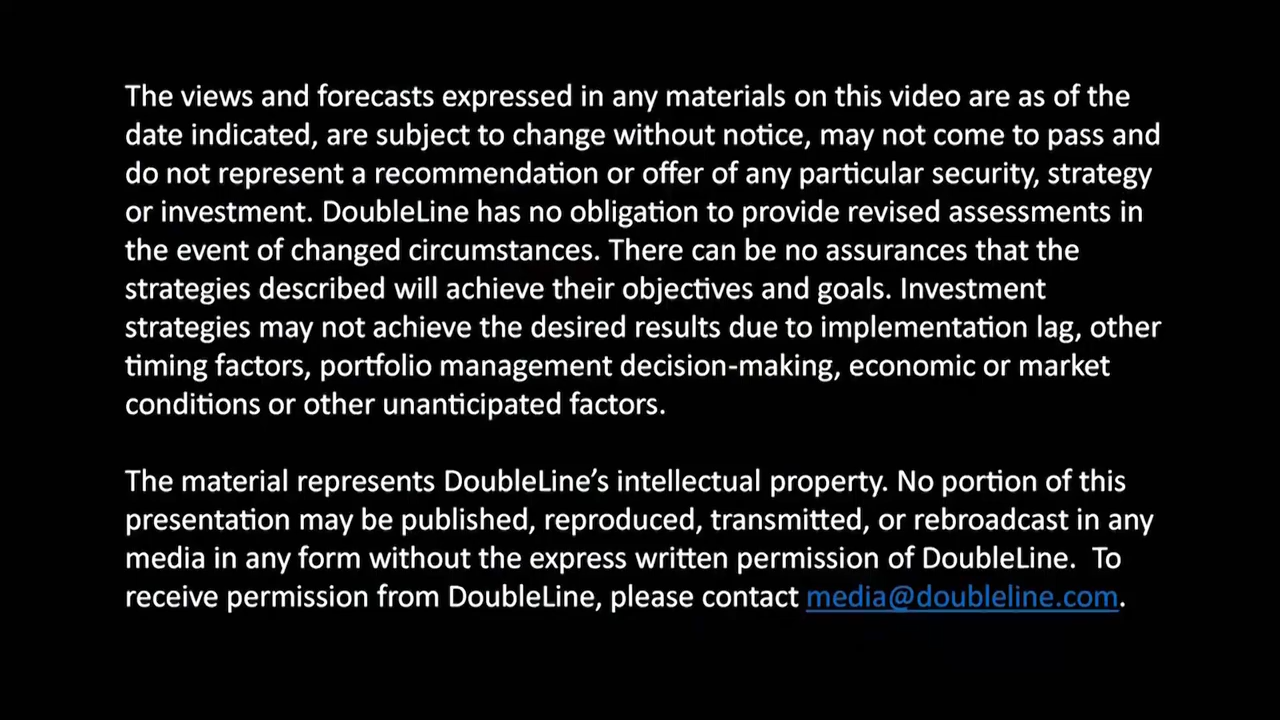 The views and forecasts expressed in any materials on this video are as of the
date indicated, are subject to change without notice, may not come to pass and
do not represent a recommendation or offer of any particular security, strategy
or investment. DoubleLine has no obligation to provide revised assessments in
the event of changed circumstances. There can be no assurances that the
strategies described will achieve their objectives and goals. Investment
strategies may not achieve the desired results due to implementation lag, other
timing factors, portfolio management decision-making, economic or market
conditions or other unanticipated factors.
The material represents DoubleLine’s intellectual property. No portion of this
presentation may be published, reproduced, transmitted, or rebroadcast in any
media in any form without the express written permission of DoubleLine.  To
receive permission from DoubleLine, please contact media@doubleline.com.